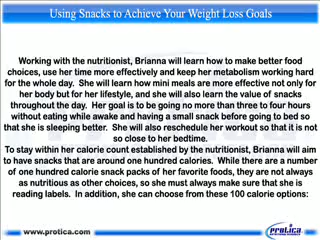 Using Snacks to Achieve Your Weight Loss Goals
Working with the nutritionist, Brianna will learn how to make better food
choices, use her time more effectively and keep her metabolism working hard
for the whole day.  She will learn how mini meals are more effective not only for
her body but for her lifestyle, and she will also learn the value of snacks
throughout the day.  Her goal is to be going no more than three to four hours
without eating while awake and having a small snack before going to bed so
that she is sleeping better.  She will also reschedule her workout so that it is not
so close to her bedtime.
To stay within her calorie count established by the nutritionist, Brianna will aim
to have snacks that are around one hundred calories.  While there are a number
of one hundred calorie snack packs of her favorite foods, they are not always
as nutritious as other choices, so she must always make sure that she is
reading labels.  In addition, she can choose from these 100 calorie options:
www.protica.com
protica